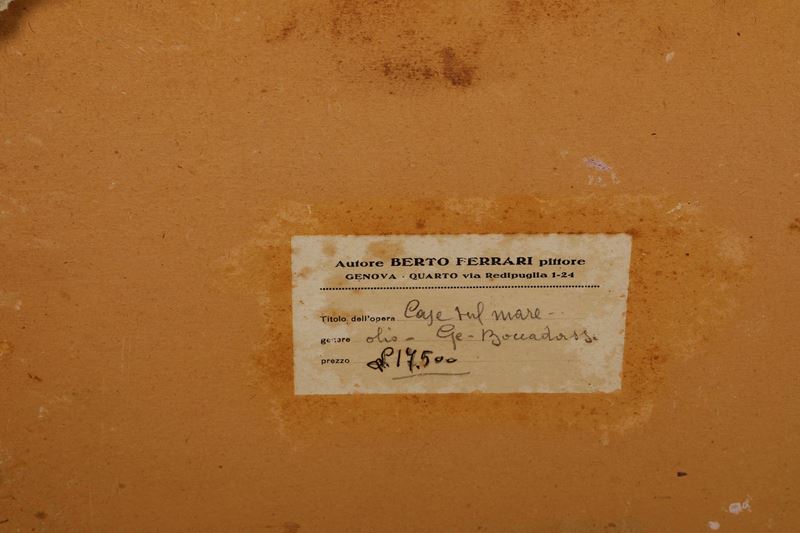 Autore BERTO FERRARI pittore
GENOVA - QUARTO via Redipuglia 1-24
Titolo dell'opera Case sul mare -
genere olio - Ge - Boccadasse
prezzo £ 17.500